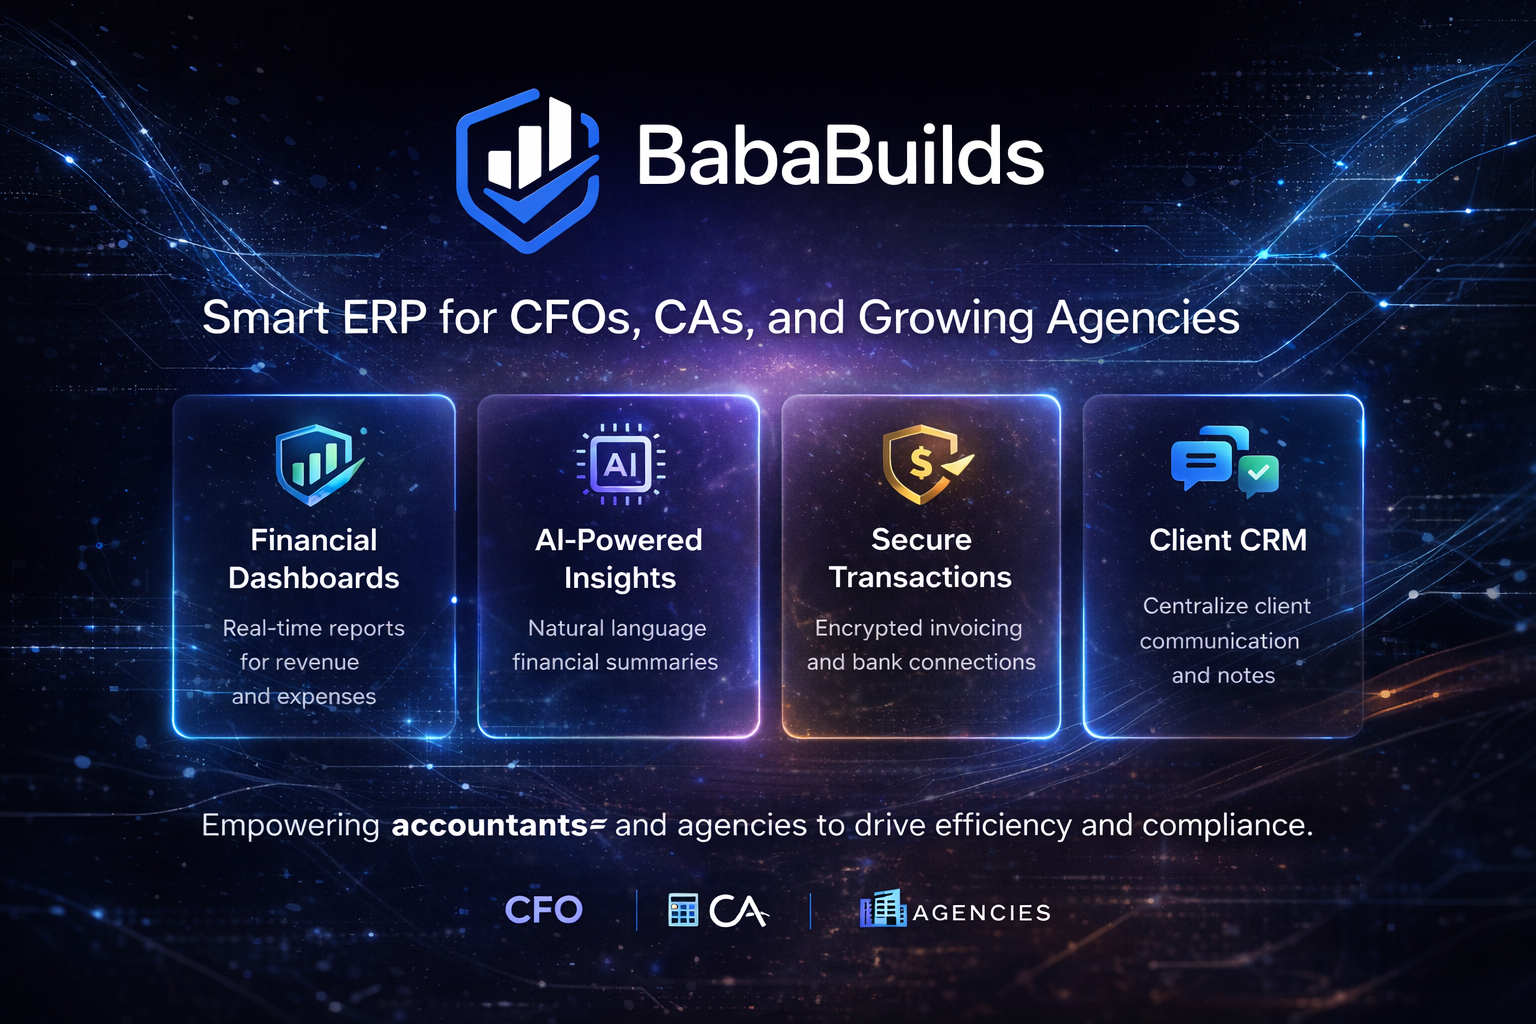 BabaBuilds
Smart ERP for CFOs, CAs, and Growing Agencies
Financial
Dashboards
Real-time reports
for revenue
and expenses
AI
AI-Powered
Insights
Natural language
financial summaries
$
Secure
Transactions
Encrypted invoicing
and bank connections
Client CRM
Centralize client
communication
and notes
Empowering accountants and agencies to drive efficiency and compliance.
CFO
CA
AGENCIES